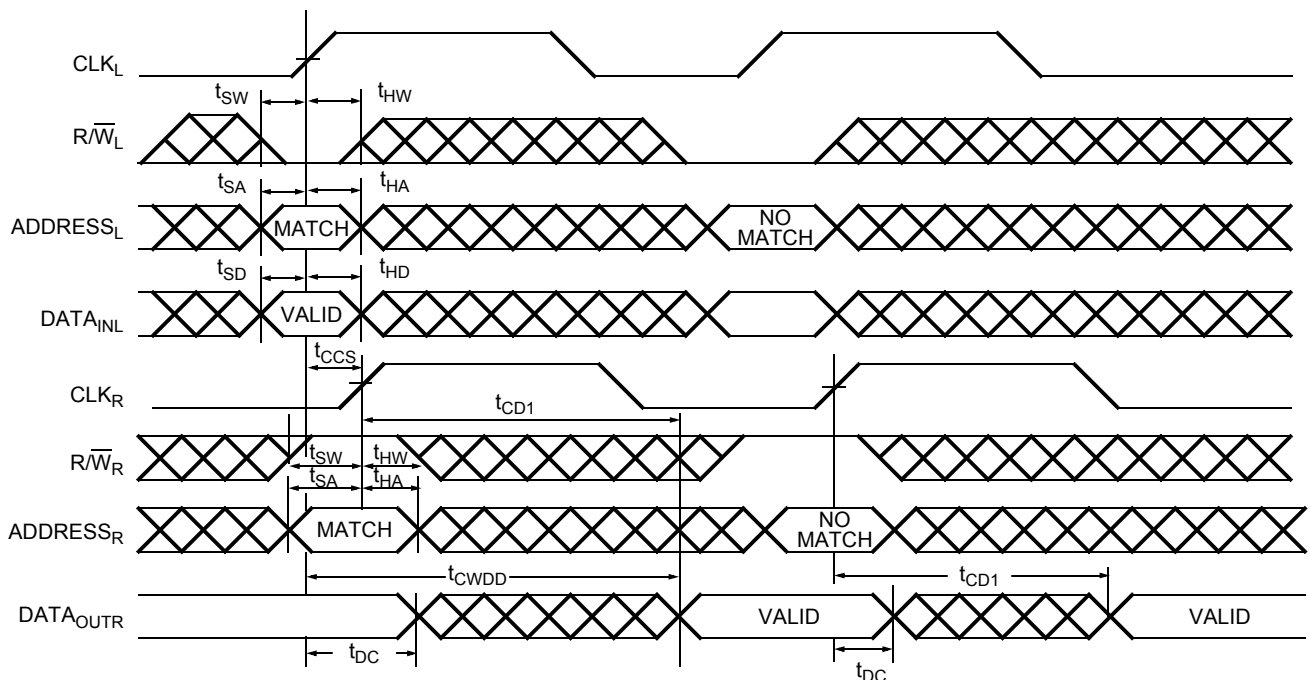 CLK_L
t_SW t_HW
R/W̅_L
t_SA t_HA
ADDRESS_L MATCH NO MATCH
t_SD t_HD
DATA_INL VALID
t_CCS
CLK_R
t_CD1
R/W̅_R t_SW t_HW
t_SA t_HA
ADDRESS_R MATCH NO MATCH
t_CWDD t_CD1
DATA_OUTR VALID VALID
t_DC t_DC